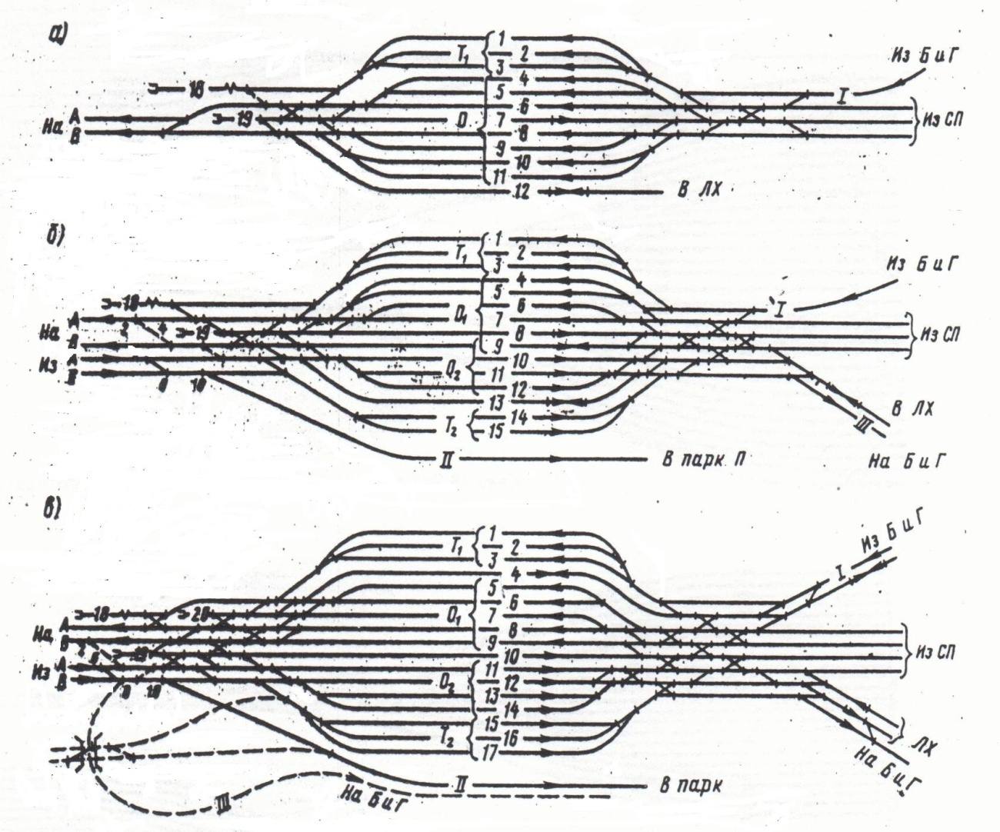 а)
1
Т₁ 2
3
4
5
6
О 7
8
9
10
11
12
18
19
На А
В
Из Б и Г
I
Из СП
В ЛХ
б)
1
Т₁ 2
3
4
5
6
О₁ 7
8
9
10
О₂ 11
12
13
14
Т₂ 15
18
19
2 4
На А
Б
Из А
10
II
В парк П
Из Б и Г
I
Из СП
В ЛХ
III
На Б и Г
в)
1
Т₁ 2
3
4
5
6
О₁ 7
8
9
10
11
О₂ 12
13
14
15
Т₂ 16
17
18
20
На А
Б
Из А
В
III
На Б и Г
II
В парк
Из Б и Г
I
Из СП
ЛХ
На Б и Г